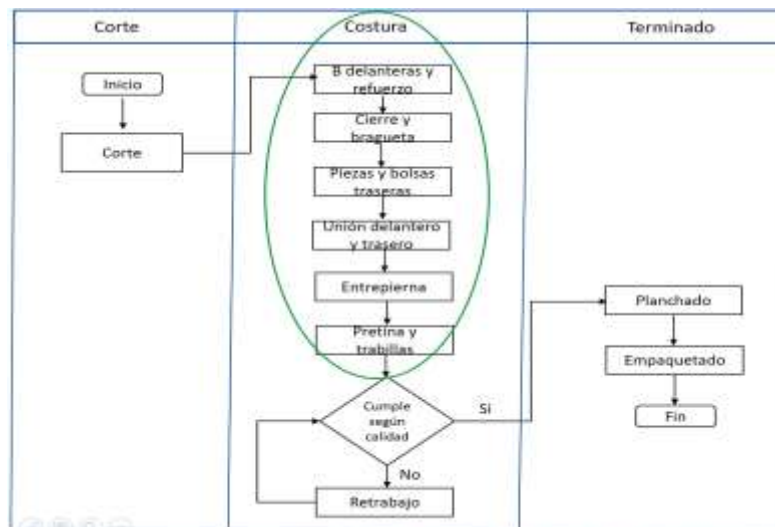 Corte
Costura
Terminado
Inicio
Corte
B delanteras y
refuerzo
Cierre y
bragueta
Piezas y bolsas
traseras
Unión delantero
y trasero
Entrepierna
Pretina y
trabillas
Cumple
según
calidad
Si
No
Retrabajo
Planchado
Empaquetado
Fin